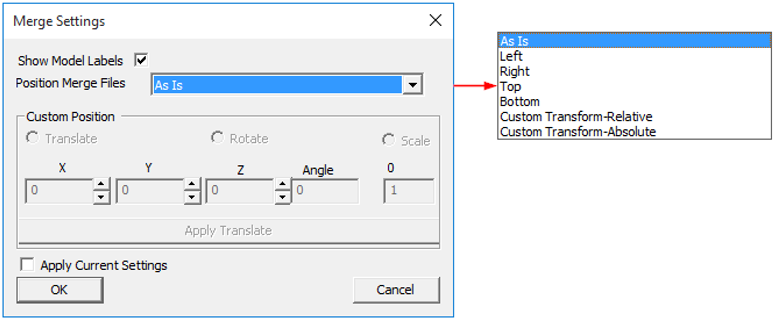 Merge Settings
Show Model Labels
Position Merge Files
As Is
As Is
Left
Right
Top
Bottom
Custom Transform-Relative
Custom Transform-Absolute
Custom Position
Translate Rotate Scale
X Y Z Angle 0
0 0 0 0 1
Apply Translate
Apply Current Settings
OK Cancel